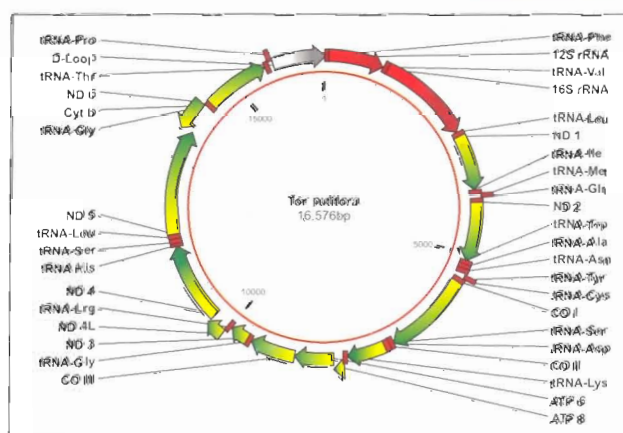 tRNA-Pro
D-Loop
tRNA-Thr
ND 6
Cyt b
tRNA-Gly
ND 5
tRNA-Leu
tRNA-Ser
tRNA-His
ND 4
tRNA-Lrg
ND 4L
ND 3
tRNA-Gly
CO III
tRNA-Phe
12S rRNA
tRNA-Val
16S rRNA
tRNA-Leu
ND 1
tRNA-Ile
tRNA-Met
tRNA-Gln
ND 2
tRNA-Trp
tRNA-Ala
tRNA-Asp
tRNA-Tyr
tRNA-Cys
CO I
tRNA-Ser
tRNA-Asp
CO II
tRNA-Lys
ATP 6
ATP 8
1
15000
Tor putitora
16,576bp
5000
10000